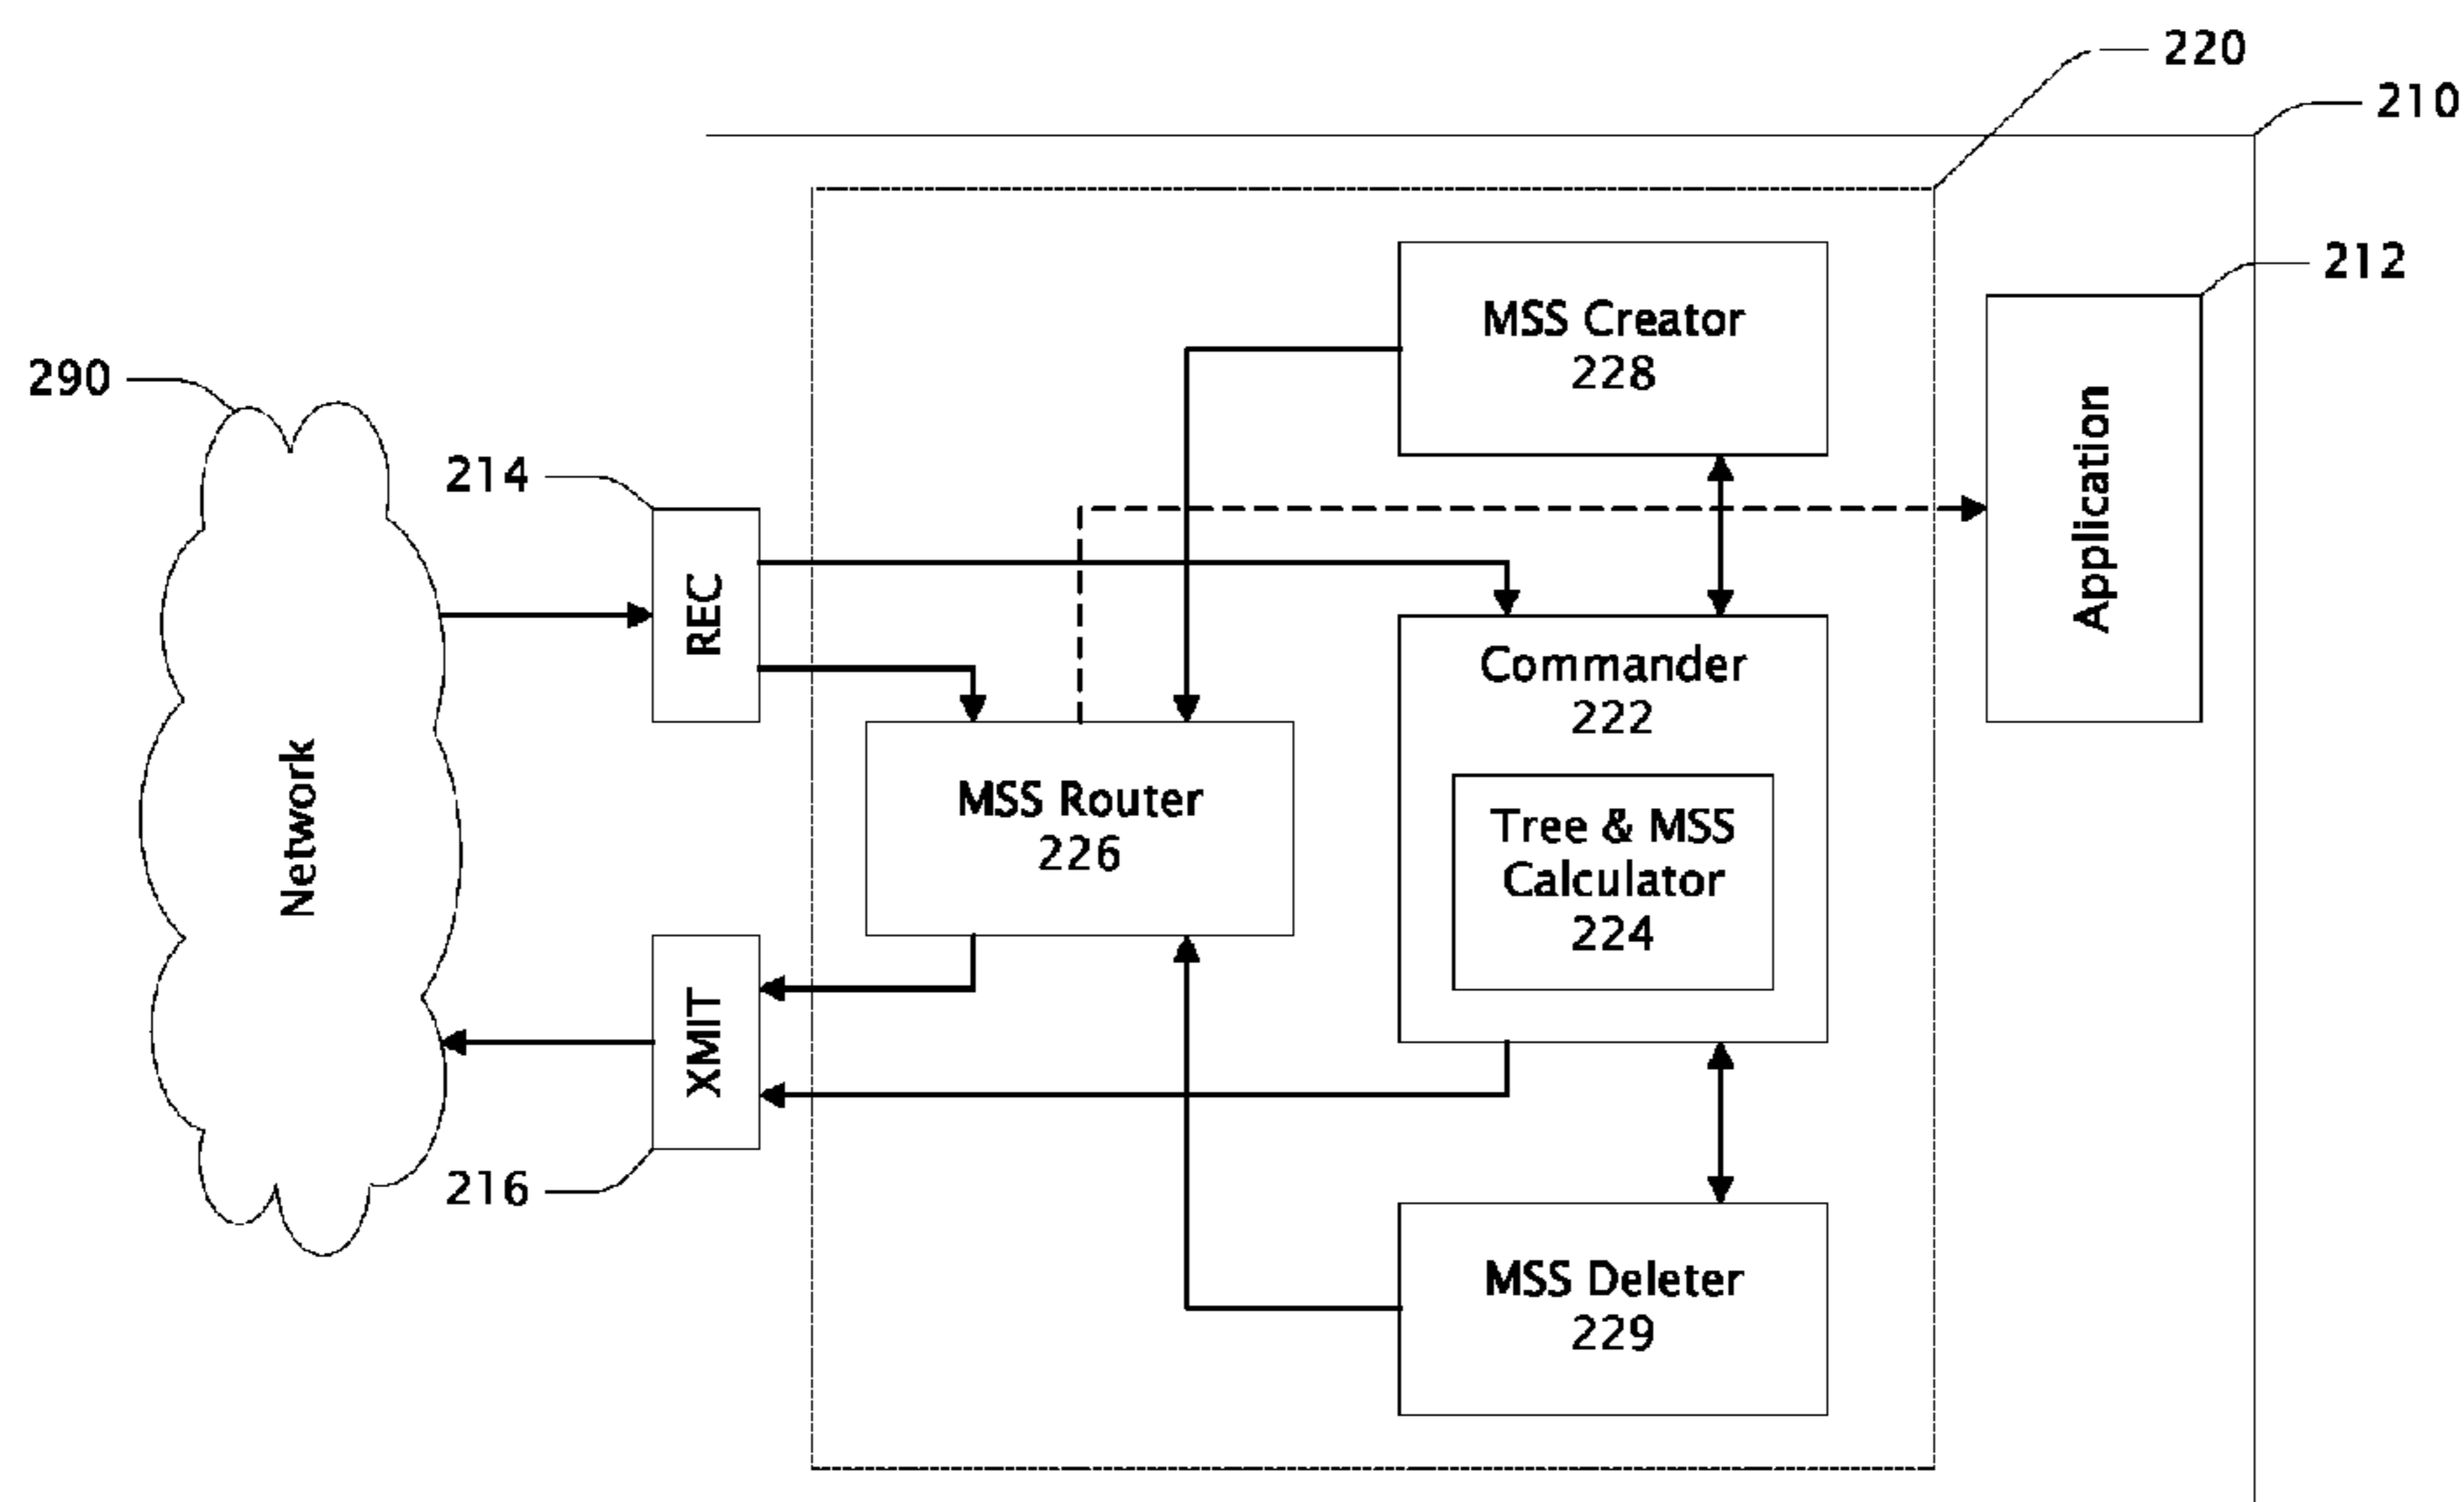 220
210
212
MSS Creator
228
290
214
Application
REC
Commander
222
Network
MSS Router
226
Tree & MSS
Calculator
224
XMIT
216
MSS Deleter
229